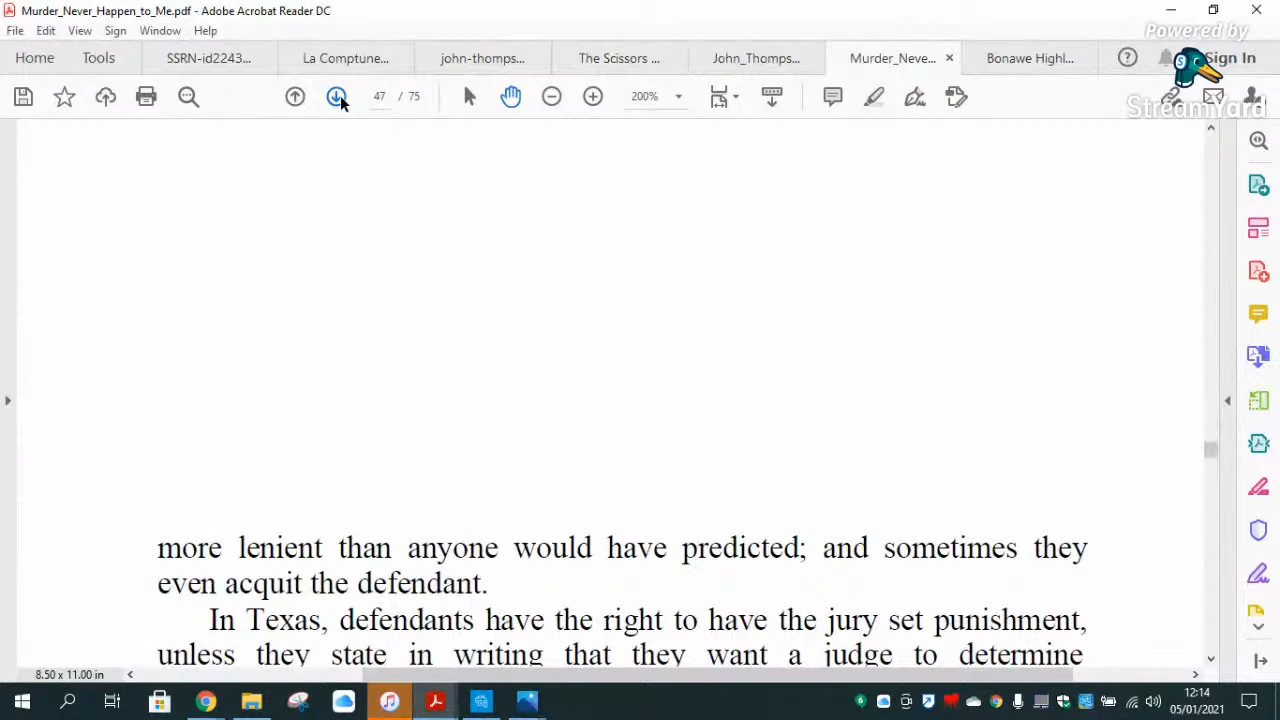 Murder_Never_Happen_to_Me.pdf - Adobe Acrobat Reader DC
File Edit View Sign Window Help
Powered by
Home Tools SSRN-id2243... La Comptune... john-thomps... The Scissors ... John_Thomps... Murder_Neve... Bonawe Highl... Sign In
StreamYard
47 / 75 200%
more lenient than anyone would have predicted; and sometimes they
even acquit the defendant.
In Texas, defendants have the right to have the jury set punishment,
unless they state in writing that they want a judge to determine
8.50 x 11.00 in
12:14
05/01/2021